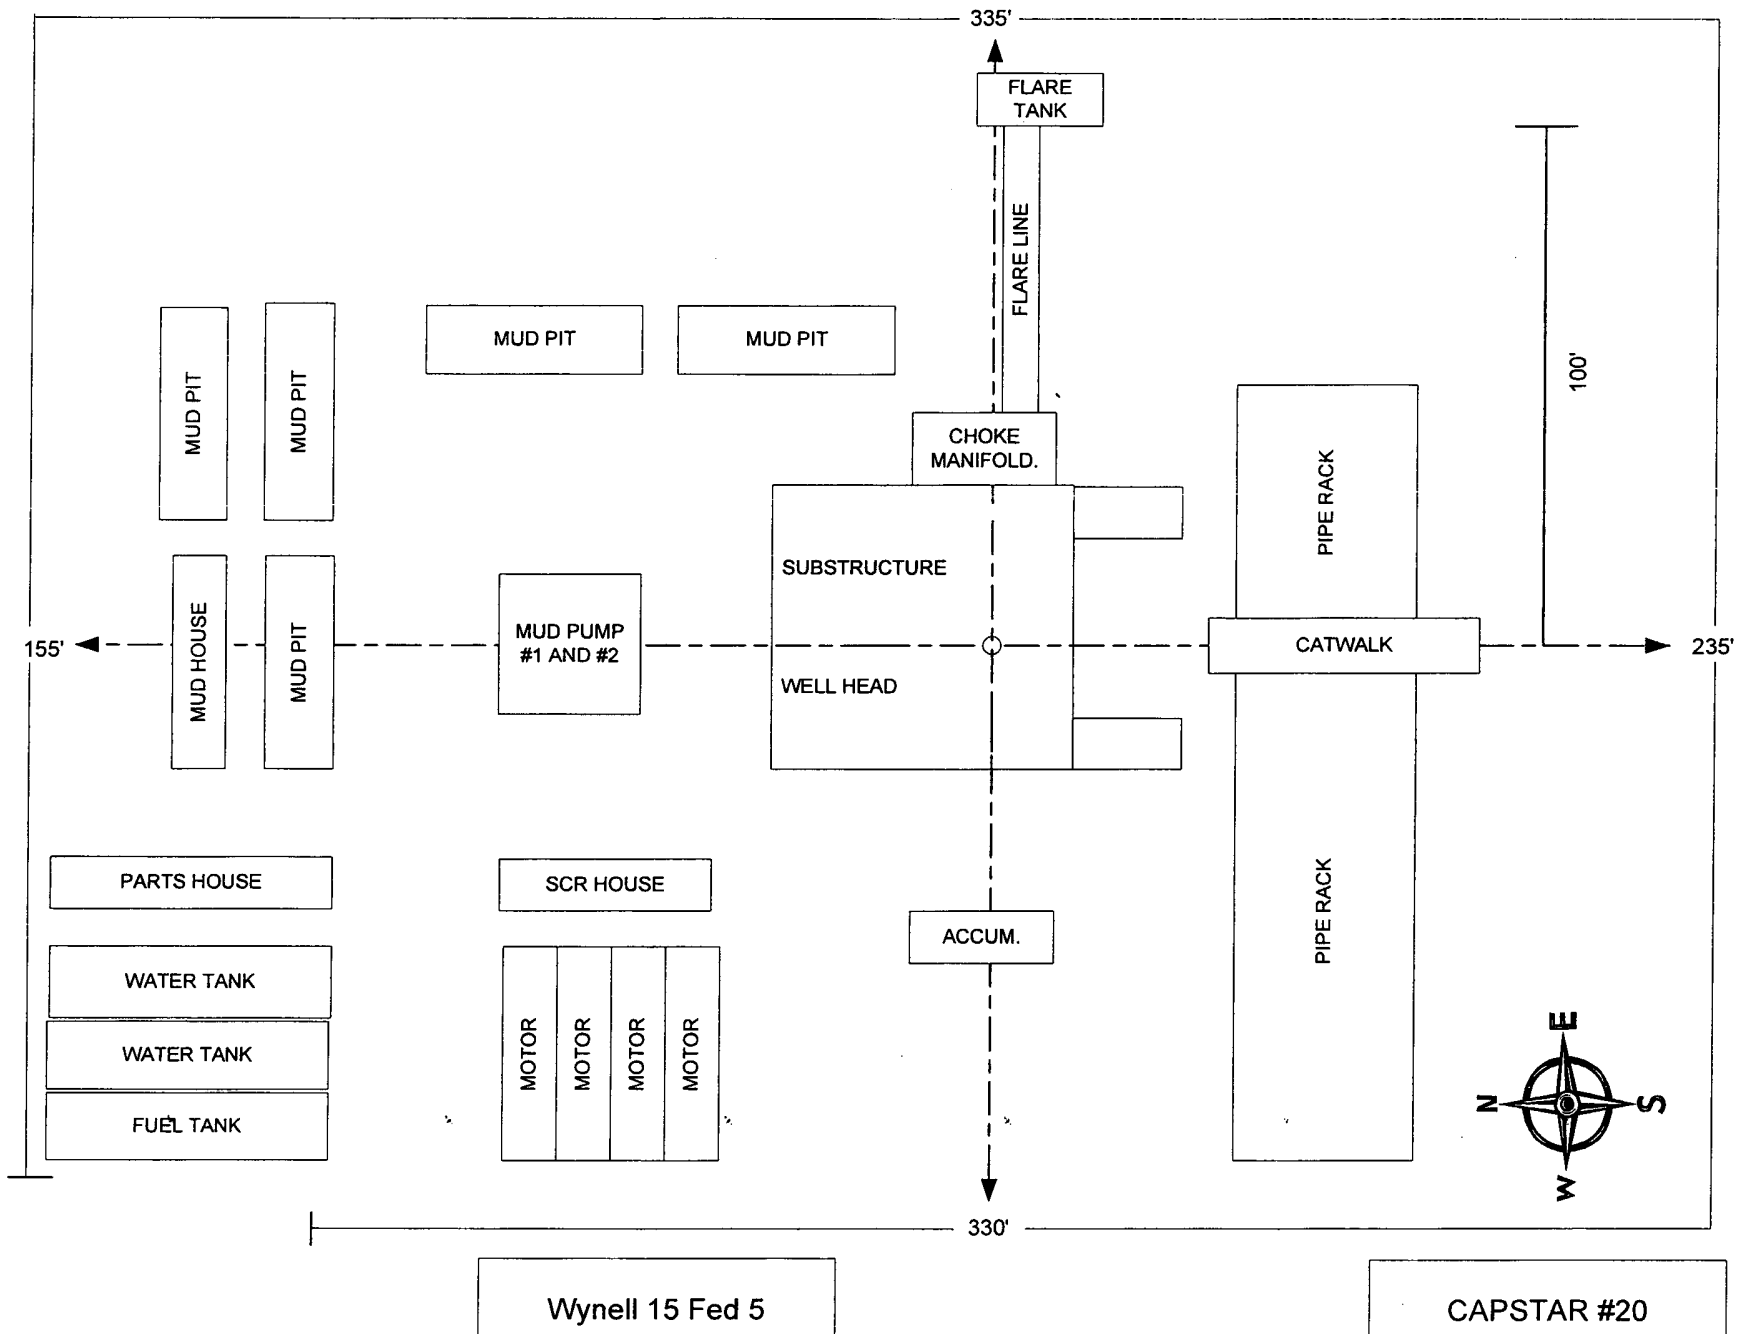 335'
FLARE
TANK
FLARE LINE
100'
MUD PIT
MUD PIT
MUD PIT
MUD PIT
CHOKE
MANIFOLD.
PIPE RACK
SUBSTRUCTURE
155'
MUD HOUSE
MUD PIT
MUD PUMP
#1 AND #2
CATWALK
235'
WELL HEAD
PARTS HOUSE
SCR HOUSE
ACCUM.
PIPE RACK
WATER TANK
WATER TANK
FUEL TANK
MOTOR
MOTOR
MOTOR
MOTOR
E
N
S
W
330'
Wynell 15 Fed 5
CAPSTAR #20